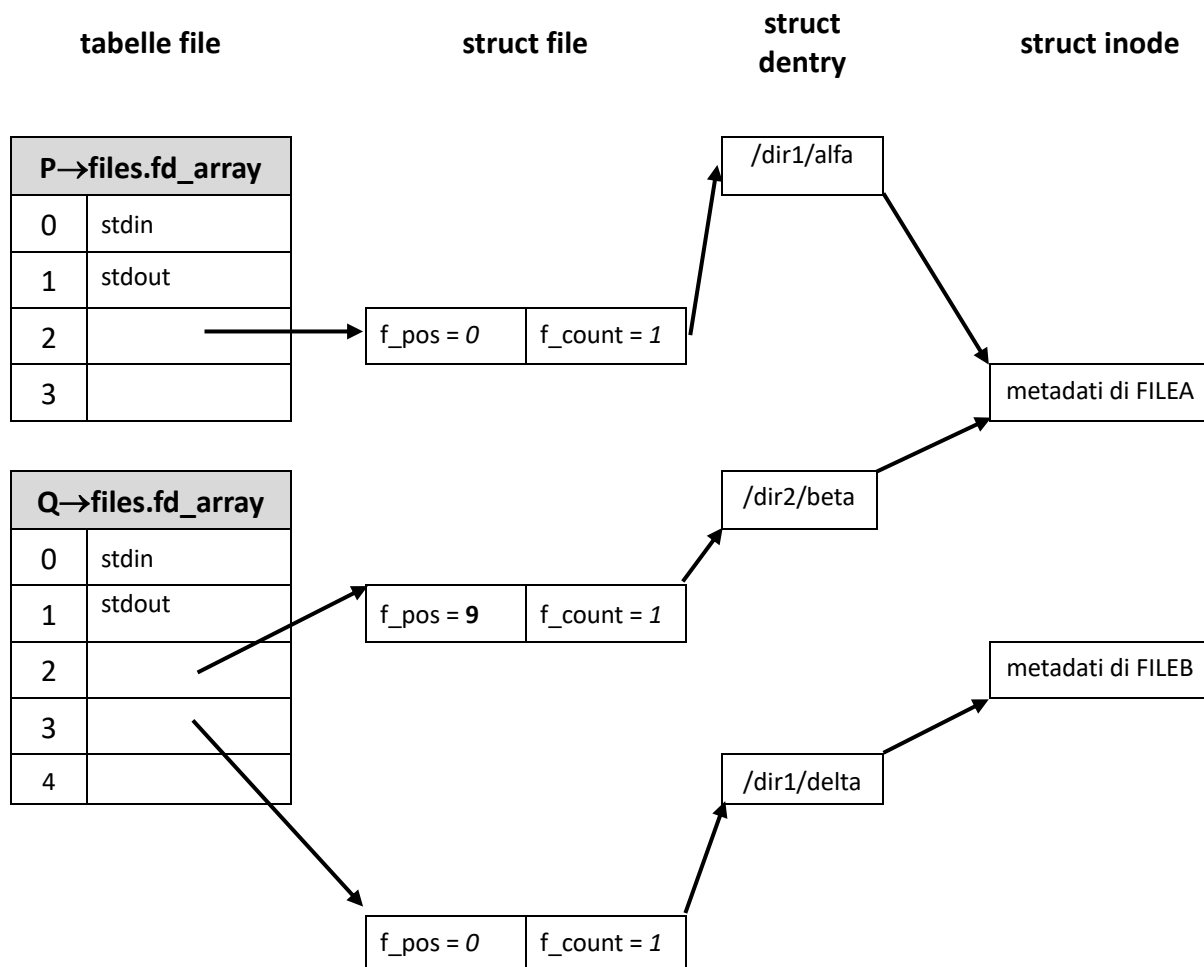 tabelle file
struct file
struct
dentry
struct inode
P→files.fd_array
0 stdin
1 stdout
2
3
f_pos = 0 f_count = 1
/dir1/alfa
metadati di FILEA
Q→files.fd_array
0 stdin
1 stdout
2
3
4
f_pos = 9 f_count = 1
/dir2/beta
metadati di FILEB
/dir1/delta
f_pos = 0 f_count = 1